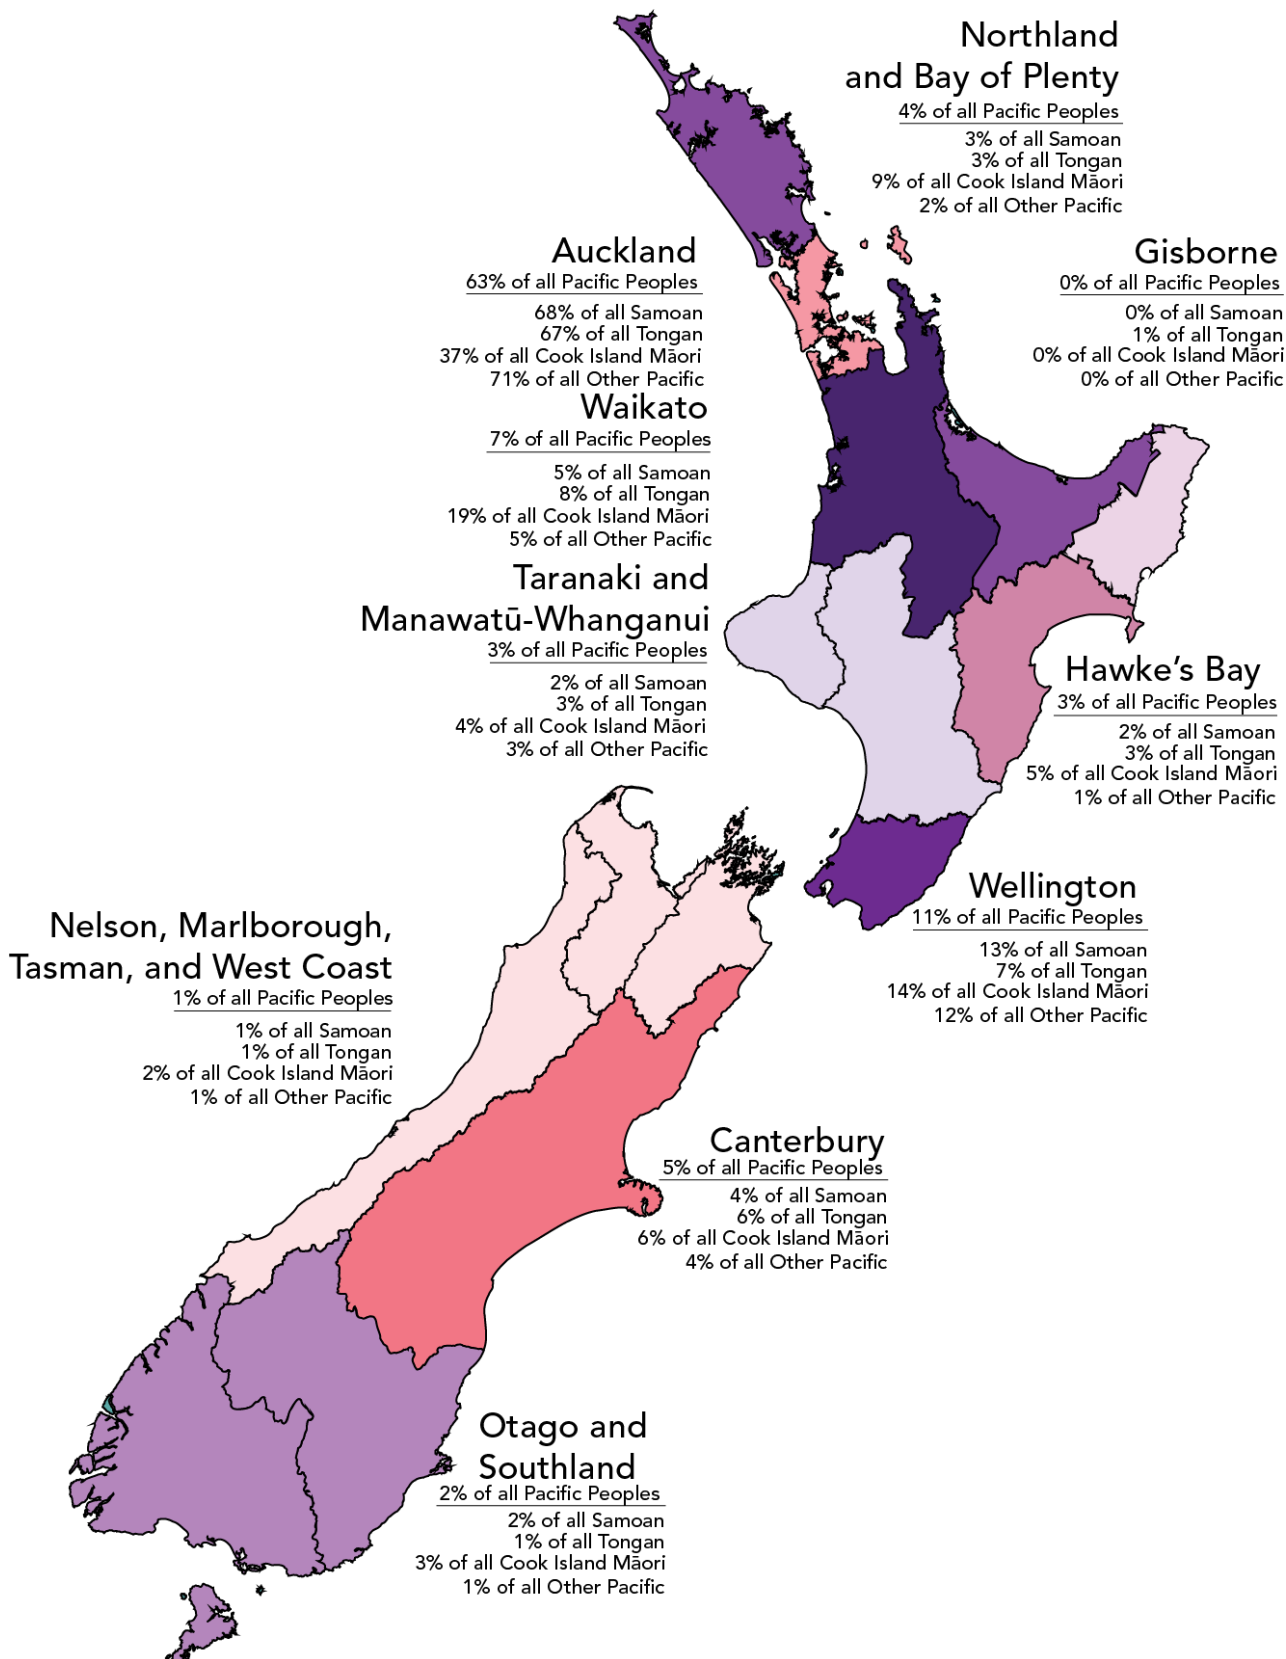 Northland
and Bay of Plenty
4% of all Pacific Peoples
3% of all Samoan
3% of all Tongan
9% of all Cook Island Māori
2% of all Other Pacific
Auckland
63% of all Pacific Peoples
68% of all Samoan
67% of all Tongan
37% of all Cook Island Māori
71% of all Other Pacific
Gisborne
0% of all Pacific Peoples
0% of all Samoan
1% of all Tongan
0% of all Cook Island Māori
0% of all Other Pacific
Waikato
7% of all Pacific Peoples
5% of all Samoan
8% of all Tongan
19% of all Cook Island Māori
5% of all Other Pacific
Taranaki and
Manawatū-Whanganui
3% of all Pacific Peoples
2% of all Samoan
3% of all Tongan
4% of all Cook Island Māori
3% of all Other Pacific
Hawke’s Bay
3% of all Pacific Peoples
2% of all Samoan
3% of all Tongan
5% of all Cook Island Māori
1% of all Other Pacific
Wellington
11% of all Pacific Peoples
13% of all Samoan
7% of all Tongan
14% of all Cook Island Māori
12% of all Other Pacific
Nelson, Marlborough,
Tasman, and West Coast
1% of all Pacific Peoples
1% of all Samoan
1% of all Tongan
2% of all Cook Island Māori
1% of all Other Pacific
Canterbury
5% of all Pacific Peoples
4% of all Samoan
6% of all Tongan
6% of all Cook Island Māori
4% of all Other Pacific
Otago and
Southland
2% of all Pacific Peoples
2% of all Samoan
1% of all Tongan
3% of all Cook Island Māori
1% of all Other Pacific